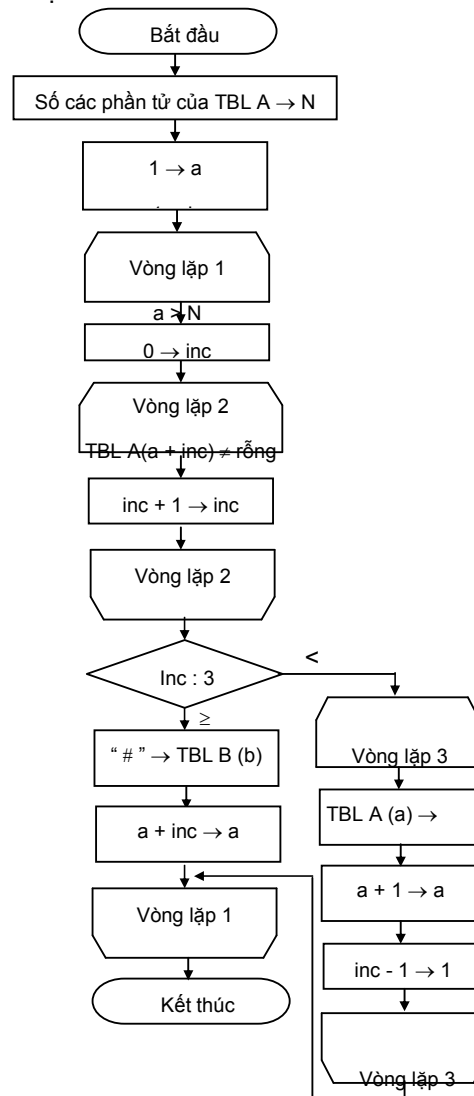 Bắt đầu
Số các phần tử của TBL A → N
1 → a
Vòng lặp 1
a > N
0 → inc
Vòng lặp 2
TBL A(a + inc) ≠ rỗng
inc + 1 → inc
Vòng lặp 2
Inc : 3
<
≥
“ # ” → TBL B (b)
a + inc → a
Vòng lặp 1
Kết thúc
Vòng lặp 3
TBL A (a) →
a + 1 → a
inc - 1 → 1
Vòng lặp 3